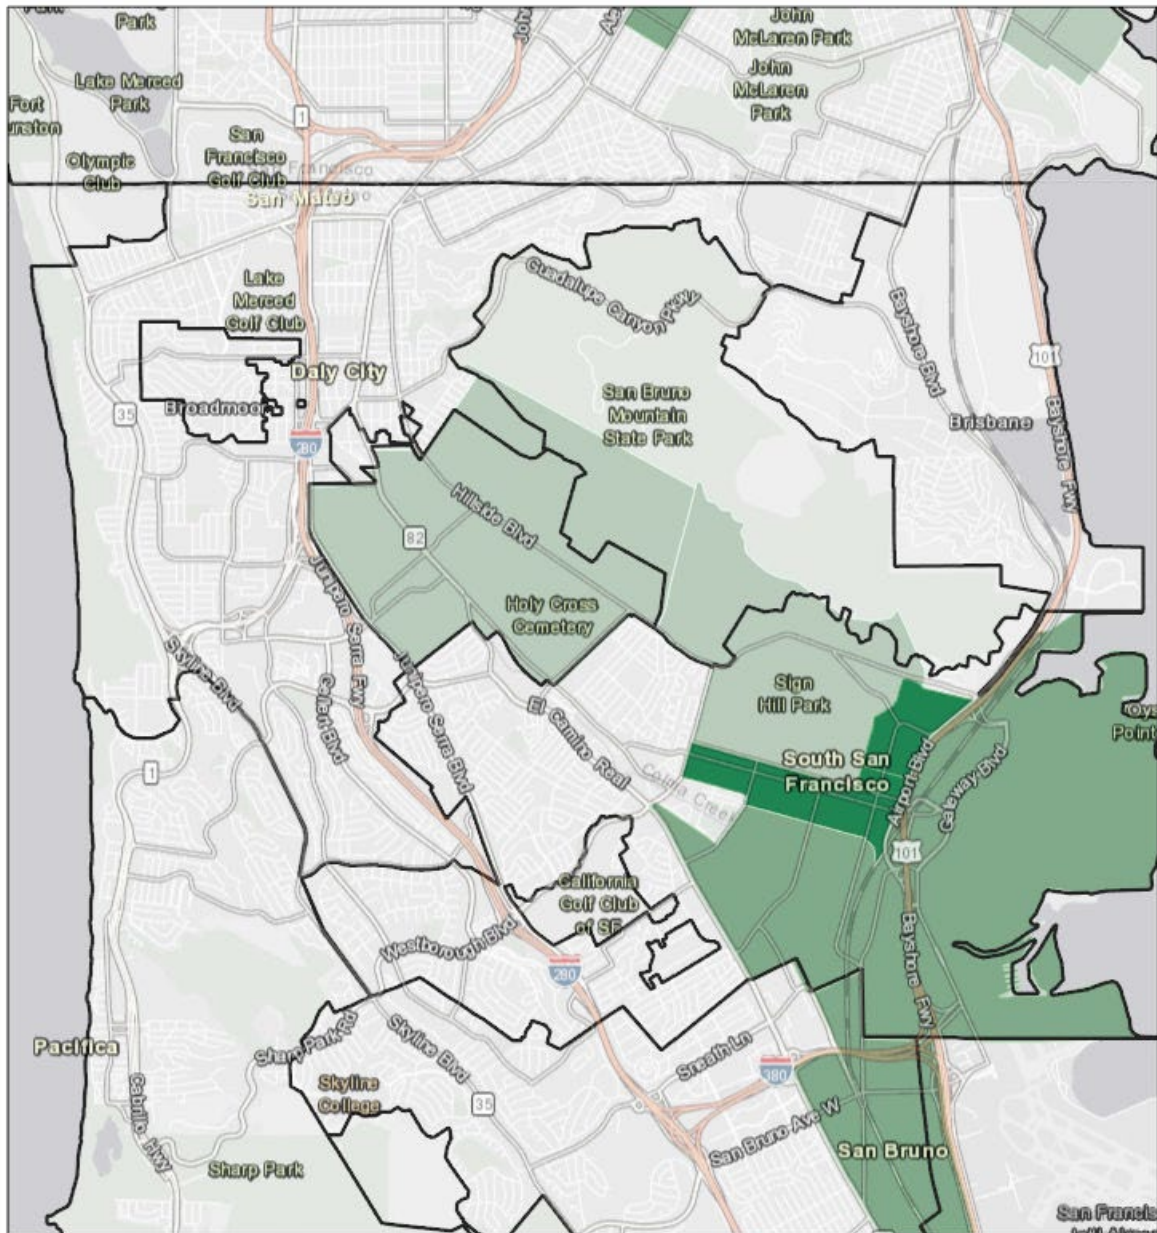 Park
John
McLaren Park
Lake Merced
Park
John
McLaren
Park
Fort
unston
1
San
Francisco
Golf Club
Olympic
Club
San Francisco
San Mateo
Guadalupe Canyon Pkwy
Lake
Merced
Golf Club
Bayshore Blvd
101
Daly City
San Bruno
Mountain
State Park
35
Broadmoor
Brisbane
280
Bayshore Fwy
Hillside Blvd
82
Junipero Serra Fwy
Holy Cross
Cemetery
Skyline Blvd
Gellert Blvd
Junipero Serra Blvd
Sign
Hill Park
El Camino Real
Oys
Point
1
South San
Francisco
Colma Creek
Airport Blvd
Gateway Blvd
101
California
Golf Club
of SF
Westborough Blvd
280
Bayshore Fwy
Pacifica
Sharp Park Rd
Skyline Blvd
Sneath Ln
380
Skyline
College
35
Cabrillo Hwy
San Bruno Ave W
San Bruno
Sharp Park
San Francis